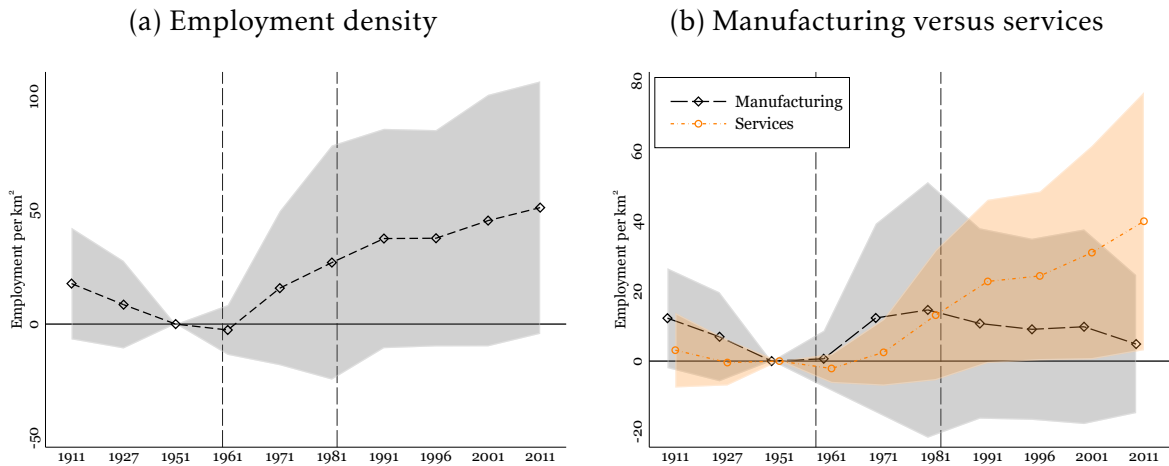 (a) Employment density
Employment per km²
100
50
0
-50
1911 1927 1951 1961 1971 1981 1991 1996 2001 2011
(b) Manufacturing versus services
Employment per km²
80
60
40
20
0
-20
Manufacturing
Services
1911 1927 1951 1961 1971 1981 1991 1996 2001 2011